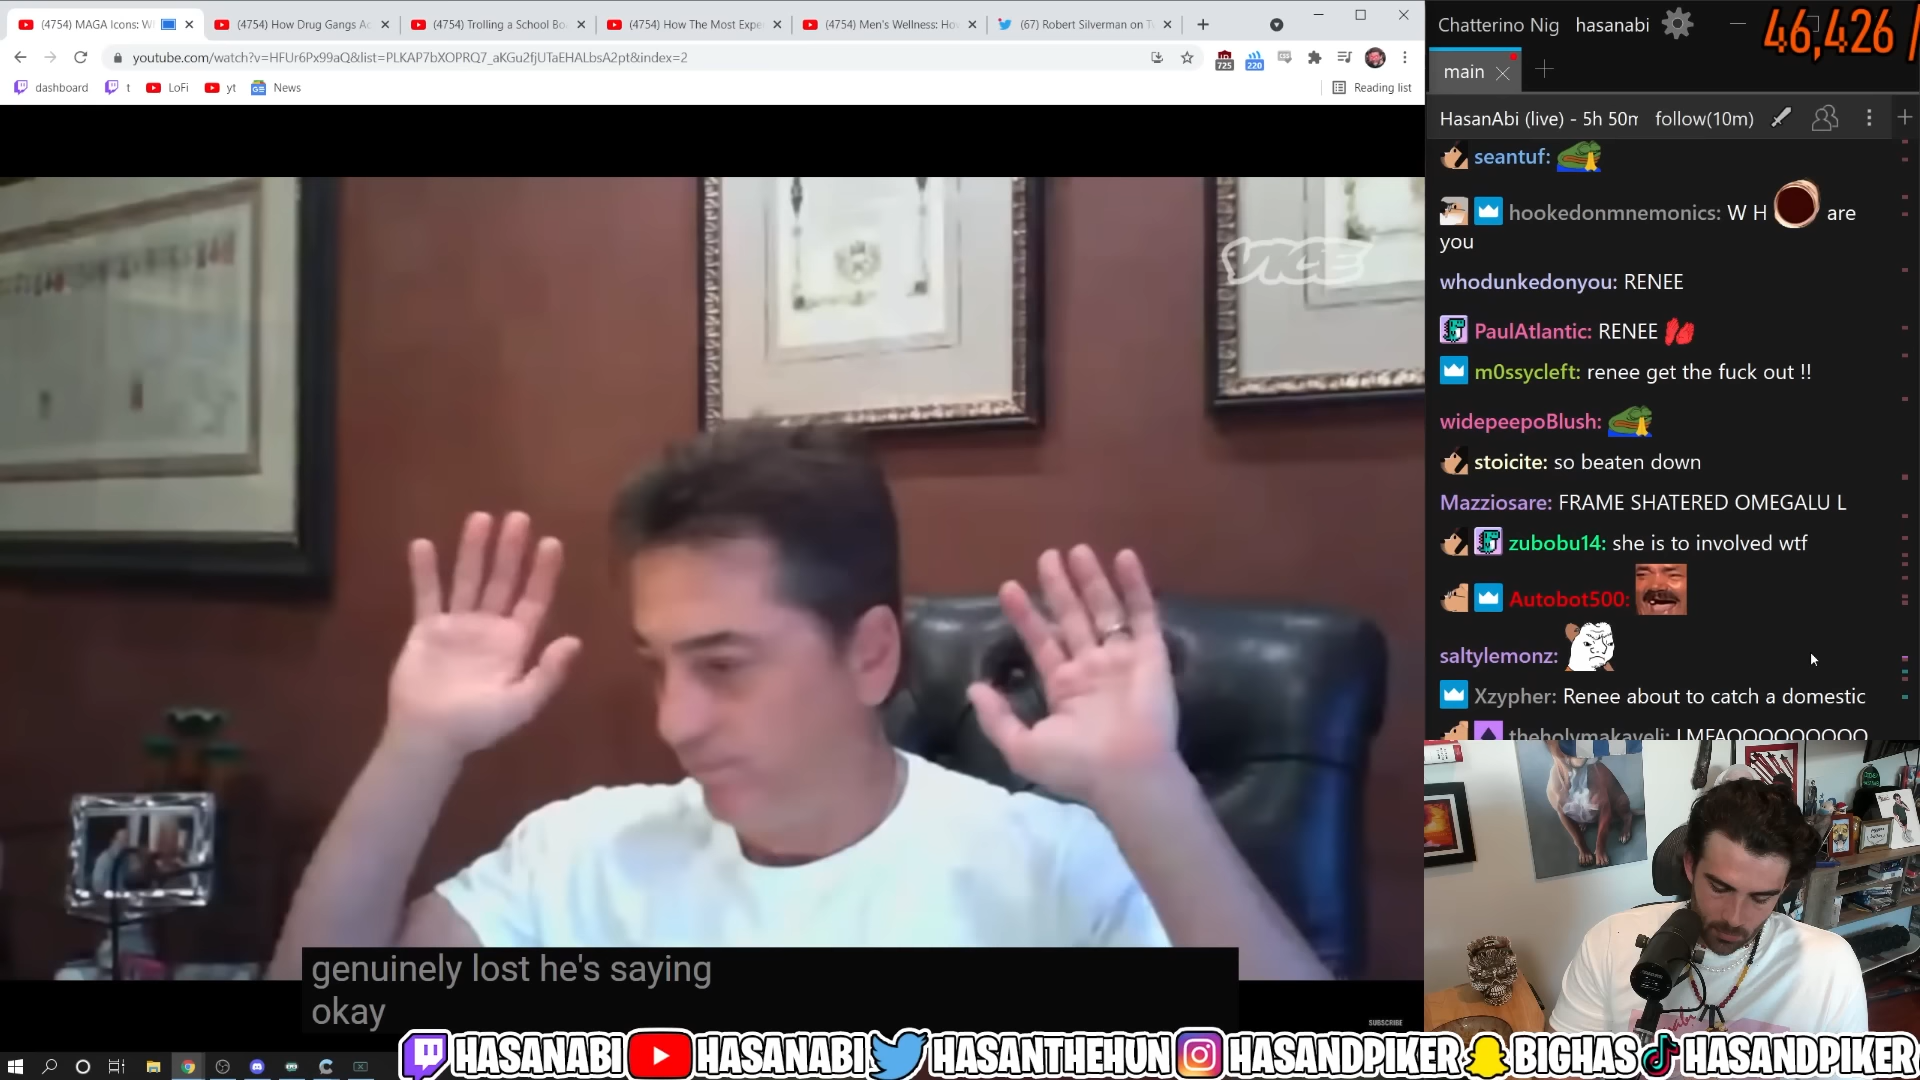 (4754) MAGA Icons: W
(4754) How Drug Gangs Ac
(4754) Trolling a School Bo
(4754) How The Most Expe
(4754) Men's Wellness: Ho
(67) Robert Silverman on T
youtube.com/watch?v=HFUr6Px99aQ&list=PLKAP7bXOPRQ7_aKGu2fjUTaEHALbsA2pt&index=2
725
220
dashboard
t
LoFi
yt
News
Reading list
VICE
genuinely lost he's saying
okay
SUBSCRIBE
Chatterino Nig
hasanabi
46,426 /
main
HasanAbi (live) - 5h 50m
follow(10m)
seantuf:
hookedonmnemonics: W H are
you
whodunkedonyou: RENEE
PaulAtlantic: RENEE
m0ssycleft: renee get the fuck out !!
widepeepoBlush:
stoicite: so beaten down
Mazziosare: FRAME SHATERED OMEGALU L
zubobu14: she is to involved wtf
Autobot500:
saltylemonz:
Xzypher: Renee about to catch a domestic
theholymakaveli: LMFAOOOOOOOOO
HASANABI
HASANABI
HASANTHEHUN
HASANDPIKER
BIGHAS
HASANDPIKER